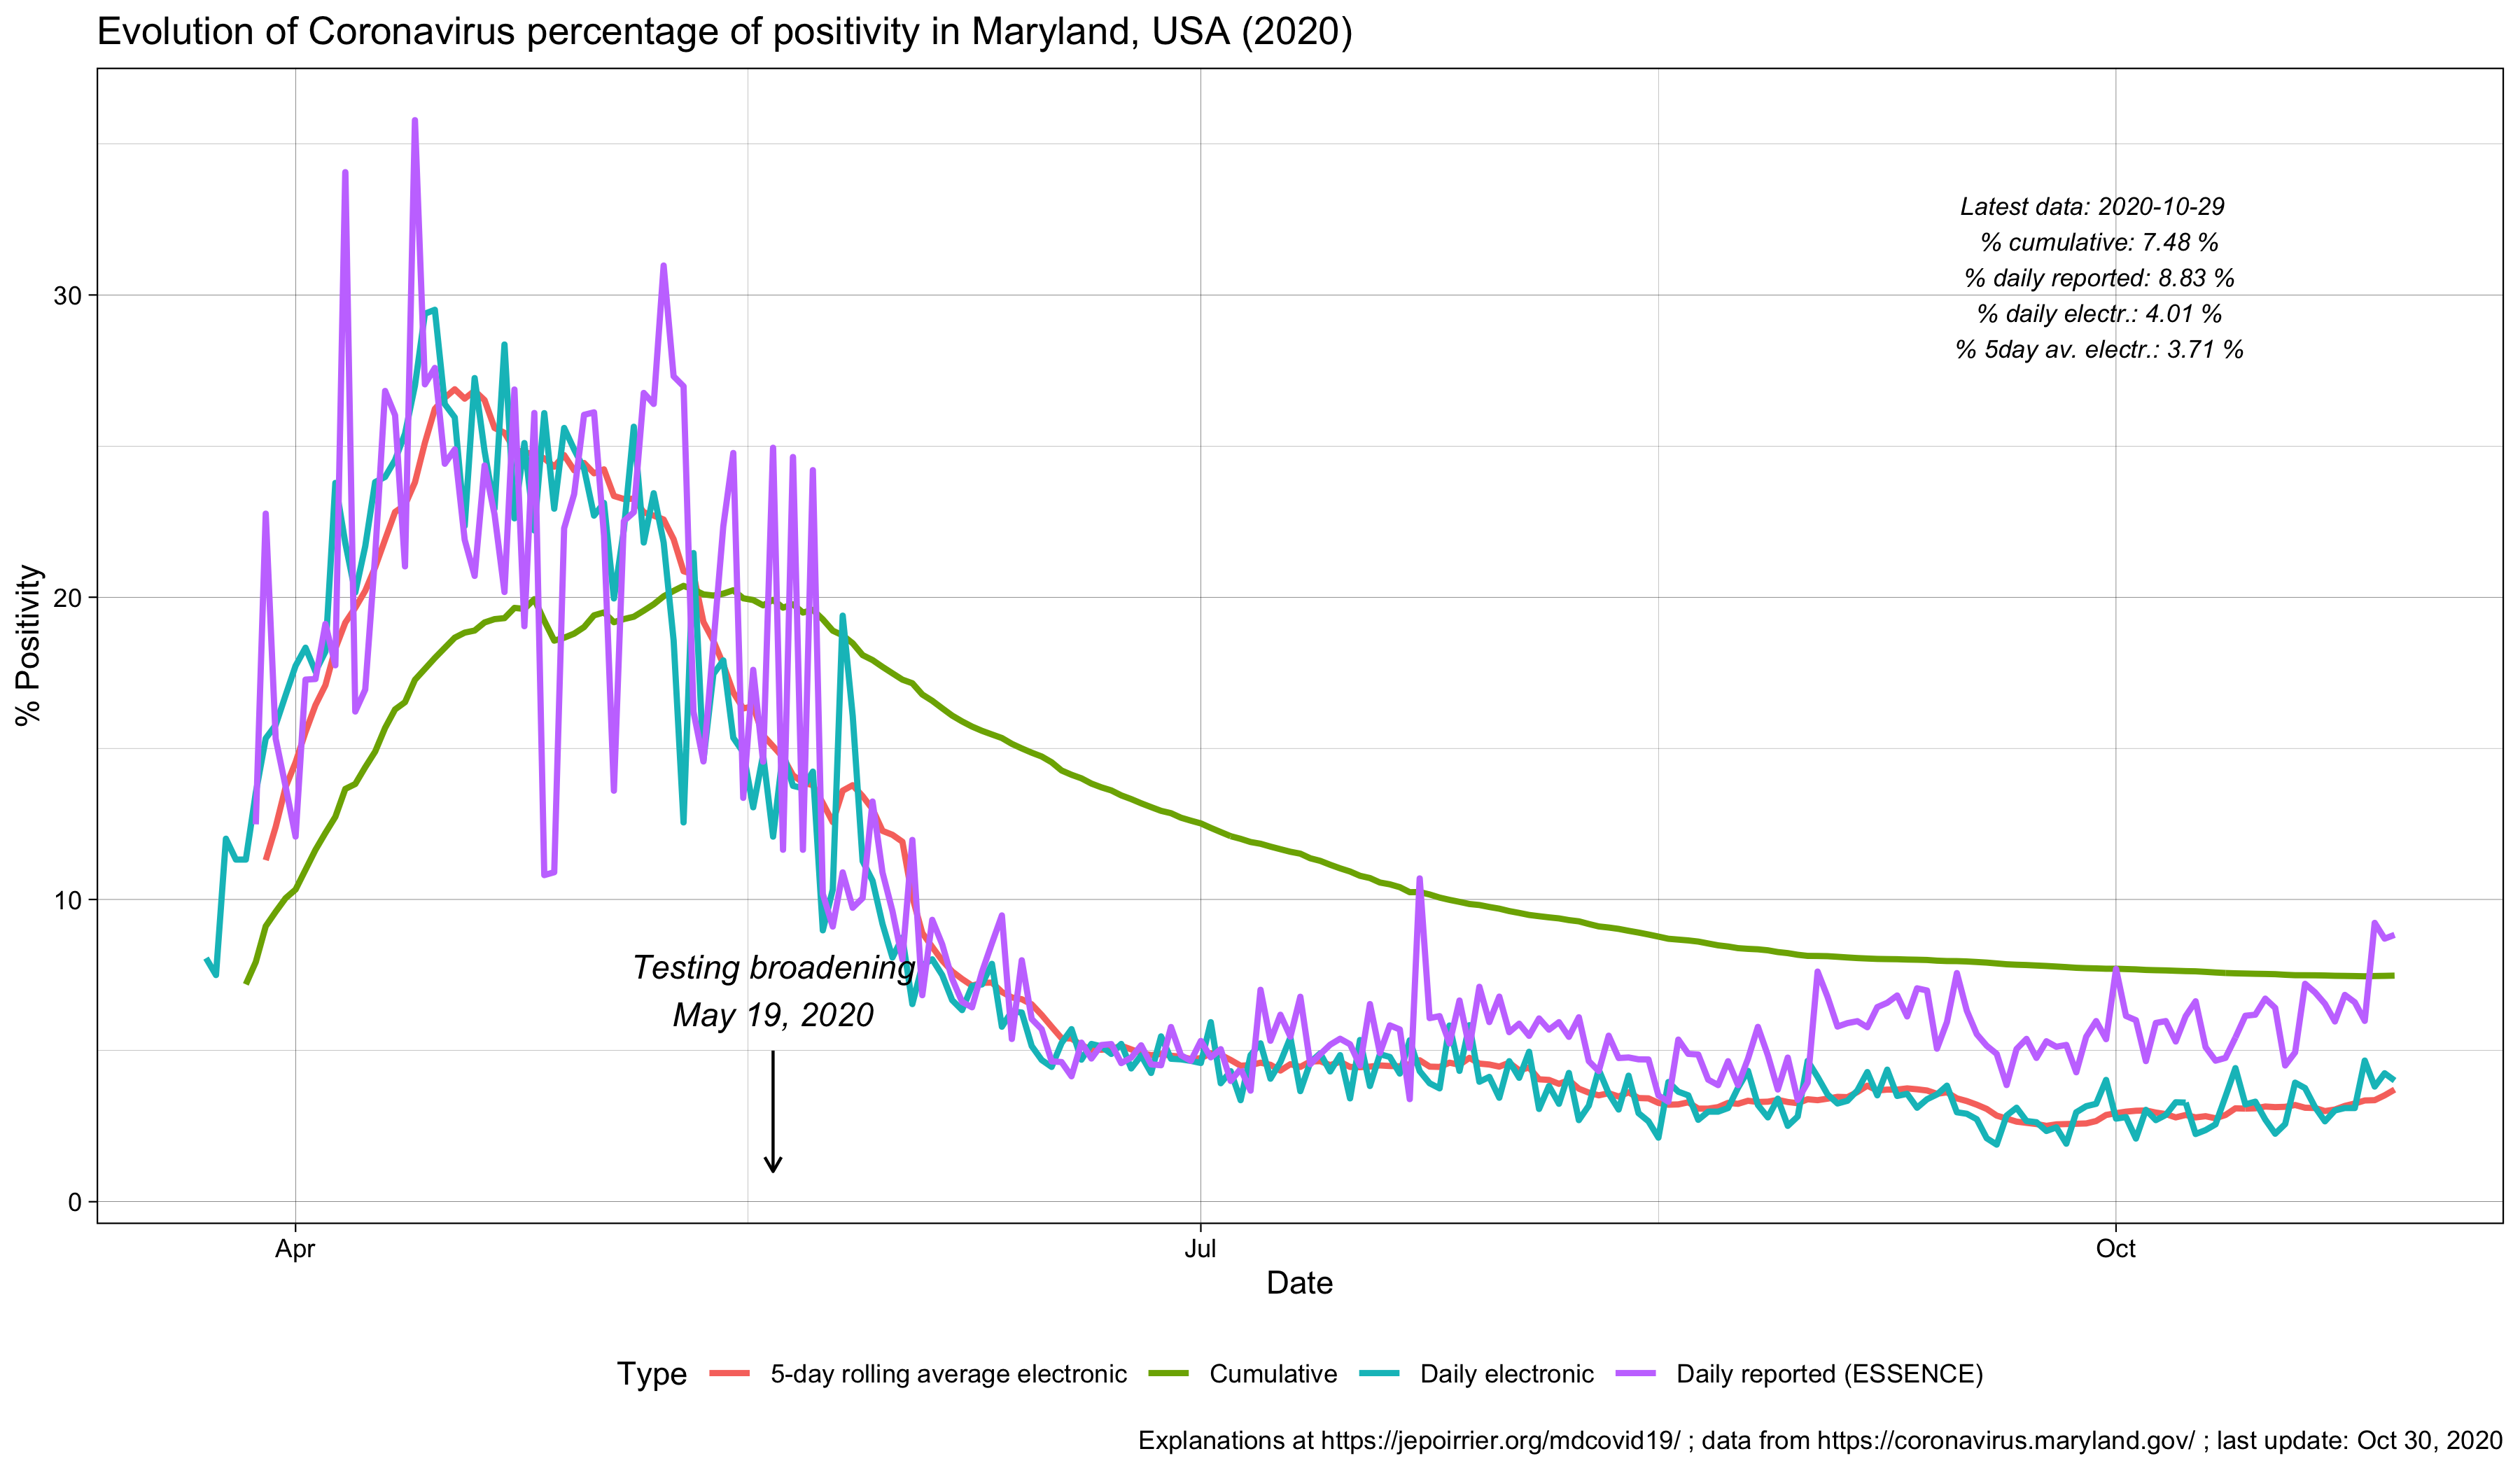 Evolution of Coronavirus percentage of positivity in Maryland, USA (2020)
Latest data: 2020-10-29
% cumulative: 7.48 %
% daily reported: 8.83 %
% daily electr.: 4.01 %
% 5day av. electr.: 3.71 %
30
20
10
0
% Positivity
Testing broadening
May 19, 2020
Apr
Jul
Oct
Date
Type 5-day rolling average electronic Cumulative Daily electronic Daily reported (ESSENCE)
Explanations at https://jepoirrier.org/mdcovid19/ ; data from https://coronavirus.maryland.gov/ ; last update: Oct 30, 2020